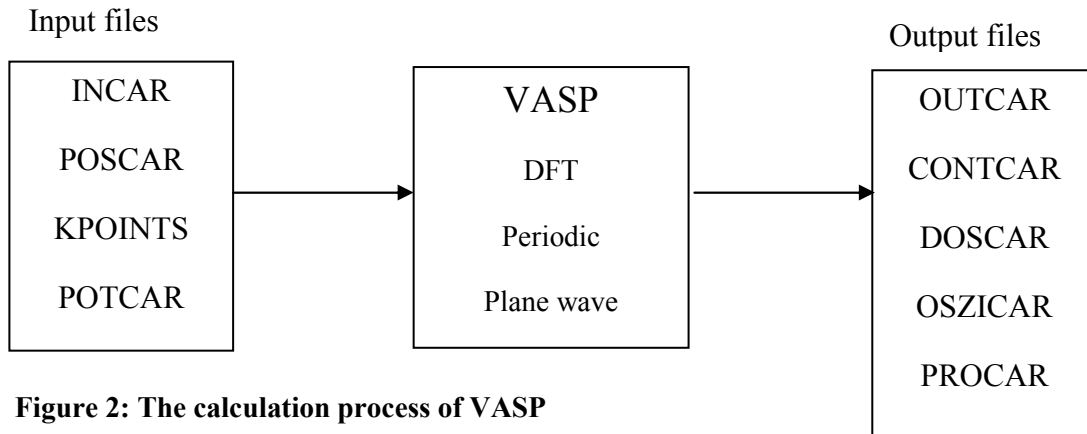 Input files
INCAR
POSCAR
KPOINTS
POTCAR
VASP
DFT
Periodic
Plane wave
Output files
OUTCAR
CONTCAR
DOSCAR
OSZICAR
PROCAR
Figure 2: The calculation process of VASP